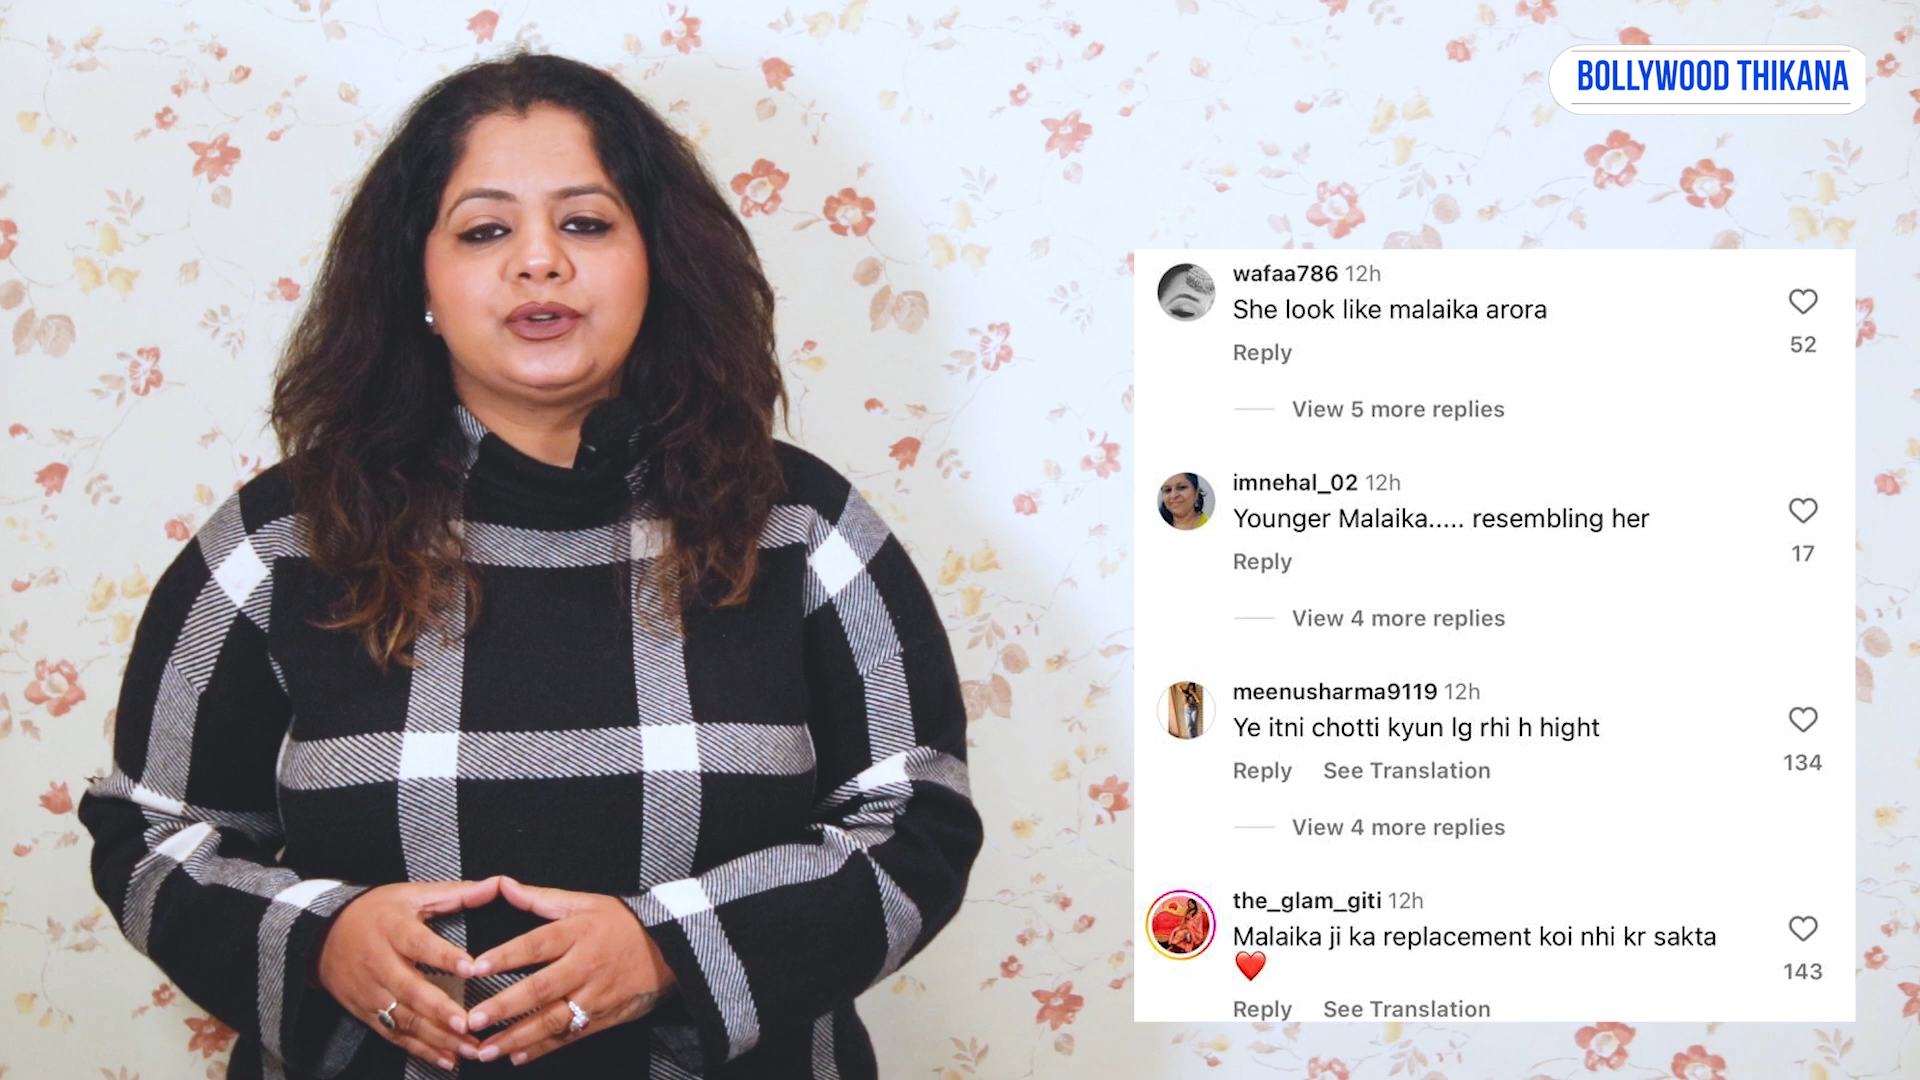 BOLLYWOOD THIKANA
wafaa786 12h
She look like malaika arora
52
Reply
View 5 more replies
imnehal_02 12h
Younger Malaika..... resembling her
17
Reply
View 4 more replies
meenusharma9119 12h
Ye itni chotti kyun lg rhi h hight
134
Reply See Translation
View 4 more replies
the_glam_giti 12h
Malaika ji ka replacement koi nhi kr sakta
❤️
143
Reply See Translation